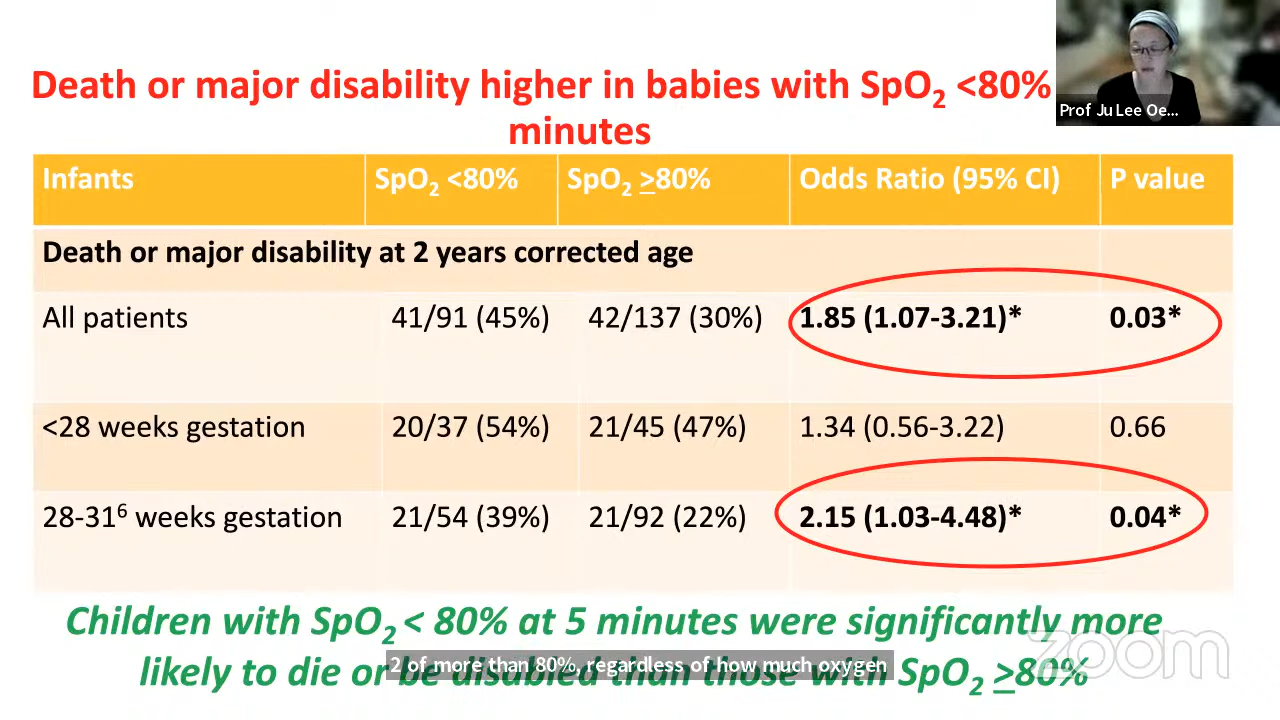 Death or major disability higher in babies with SpO2 <80%
minutes
Prof Ju Lee Oe...
Infants SpO2 <80% SpO2 ≥80% Odds Ratio (95% CI) P value
Death or major disability at 2 years corrected age
All patients 41/91 (45%) 42/137 (30%) 1.85 (1.07-3.21)* 0.03*
<28 weeks gestation 20/37 (54%) 21/45 (47%) 1.34 (0.56-3.22) 0.66
28-31⁶ weeks gestation 21/54 (39%) 21/92 (22%) 2.15 (1.03-4.48)* 0.04*
Children with SpO2 < 80% at 5 minutes were significantly more
likely to die or be disabled than those with SpO2 ≥80%
2 of more than 80%, regardless of how much oxygen
zoom